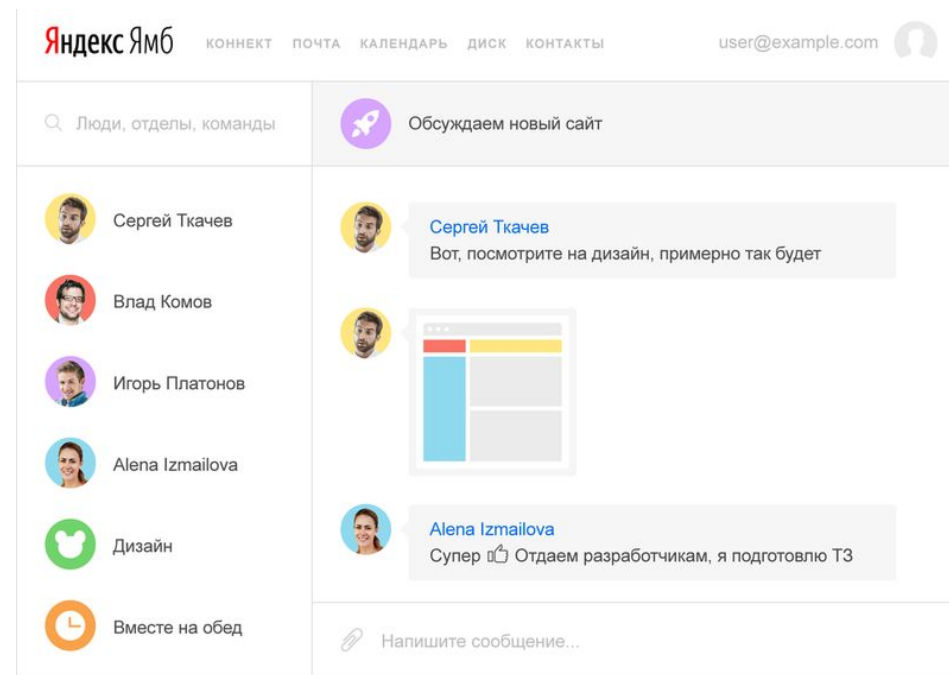 Яндекс Ямб КОННЕКТ ПОЧТА КАЛЕНДАРЬ ДИСК КОНТАКТЫ user@example.com
Люди, отделы, команды
Обсуждаем новый сайт
Сергей Ткачев
Влад Комов
Игорь Платонов
Alena Izmailova
Дизайн
Вместе на обед
Сергей Ткачев
Вот, посмотрите на дизайн, примерно так будет
Alena Izmailova
Супер 👍 Отдаем разработчикам, я подготовлю ТЗ
Напишите сообщение...